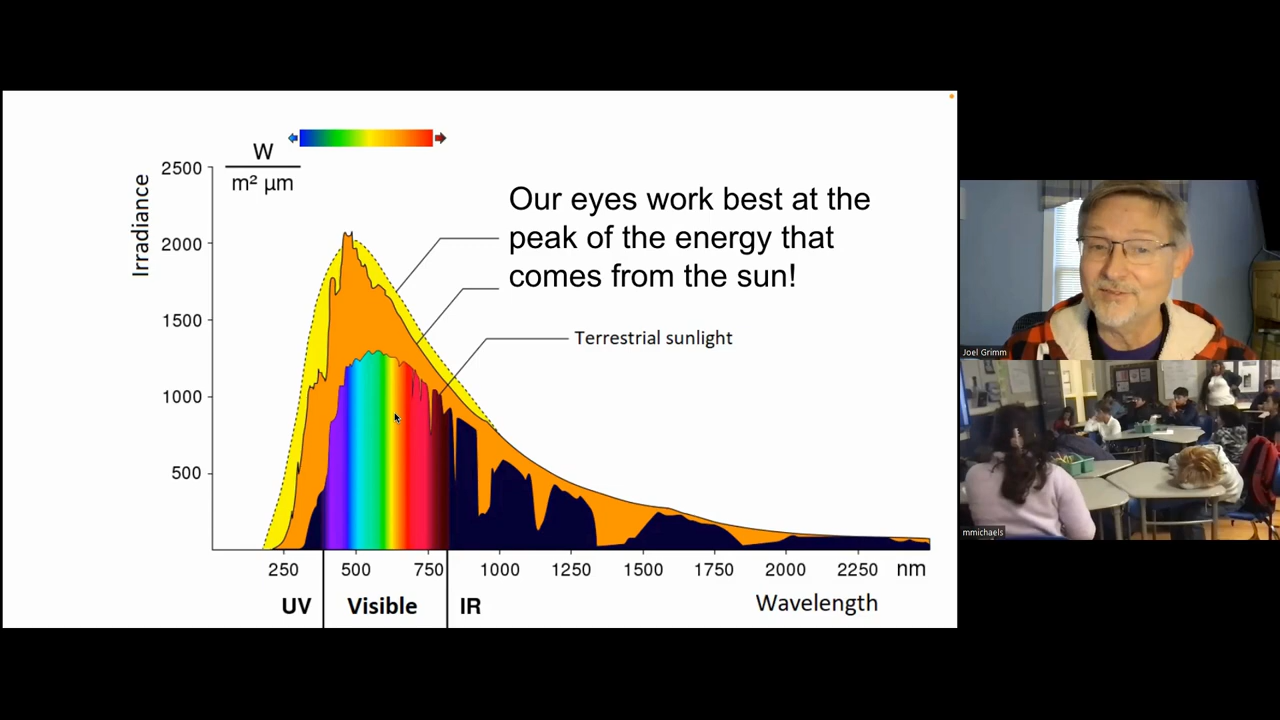 W
m² µm
Irradiance
2500
2000
1500
1000
500
Our eyes work best at the
peak of the energy that
comes from the sun!
Terrestrial sunlight
250 500 750 1000 1250 1500 1750 2000 2250 nm
UV Visible IR Wavelength
Joel Grimm
mmichaels